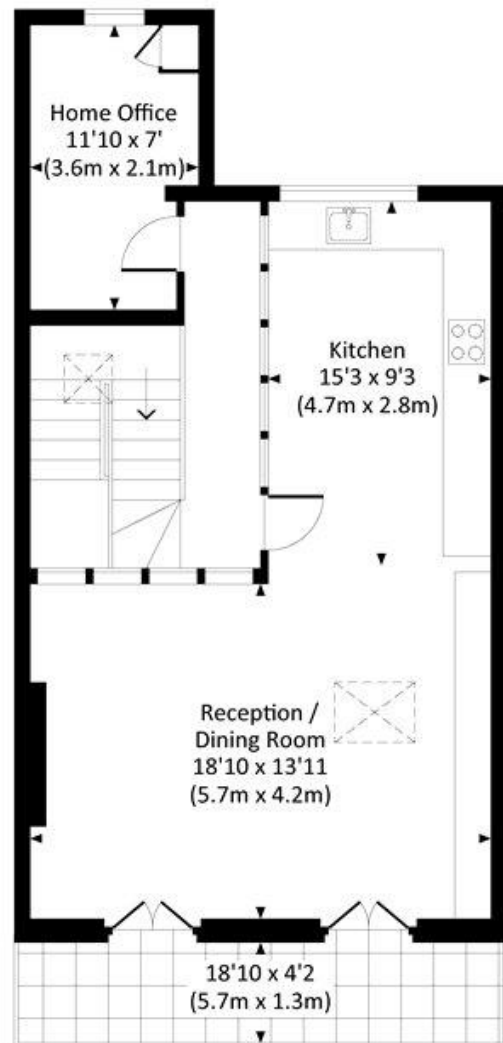 Home Office
11'10 x 7'
(3.6m x 2.1m)
Kitchen
15'3 x 9'3
(4.7m x 2.8m)
Reception /
Dining Room
18'10 x 13'11
(5.7m x 4.2m)
18'10 x 4'2
(5.7m x 1.3m)